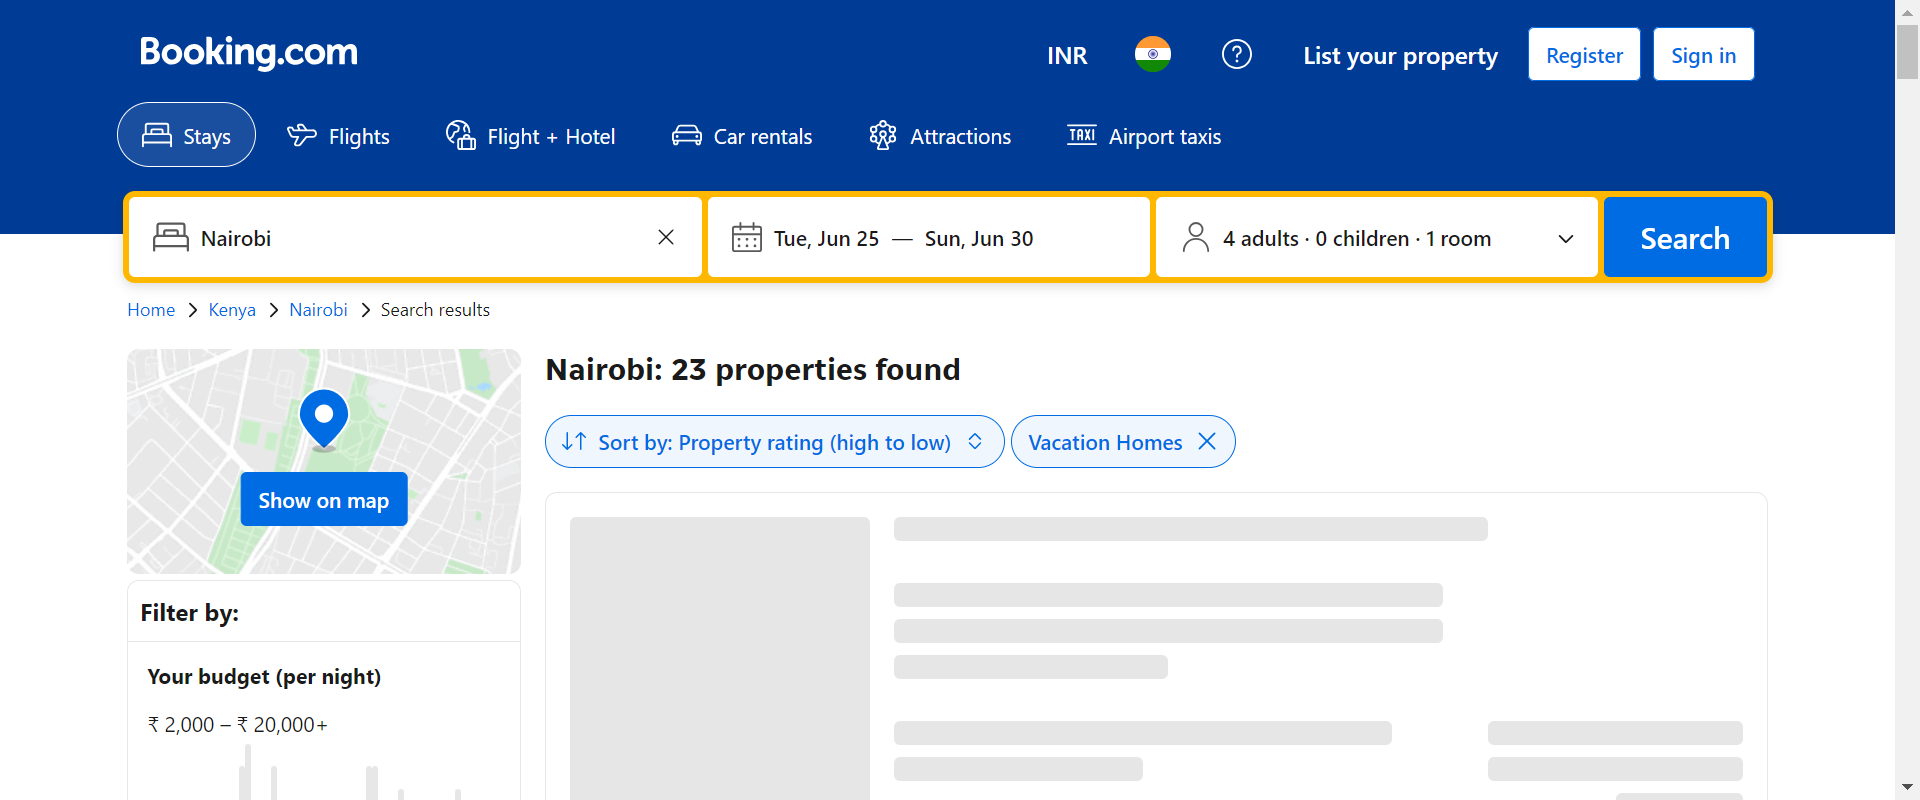 Booking.com
INR
List your property
Register
Sign in
Stays
Flights
Flight + Hotel
Car rentals
Attractions
TAXI
Airport taxis
Nairobi
Tue, Jun 25 — Sun, Jun 30
4 adults · 0 children · 1 room
Search
Home
Kenya
Nairobi
Search results
Show on map
Nairobi: 23 properties found
Sort by: Property rating (high to low)
Vacation Homes
Filter by:
Your budget (per night)
₹ 2,000 – ₹ 20,000+